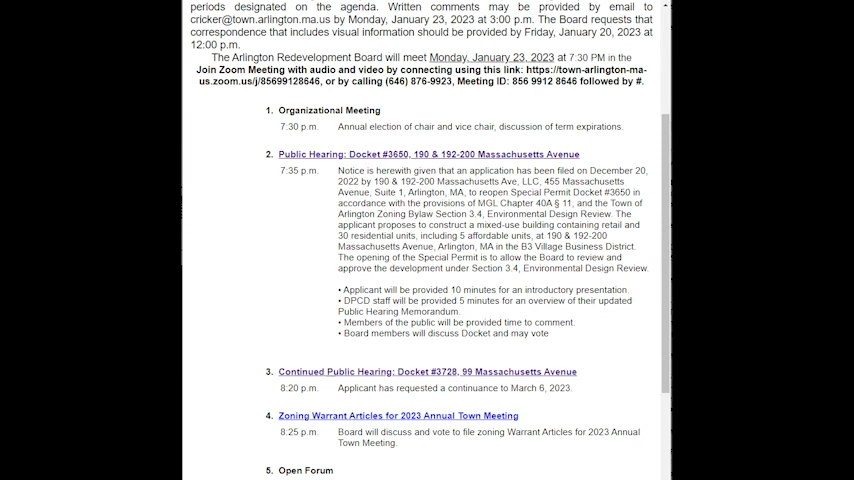 periods designated on the agenda. Written comments may be provided by email to
cricker@town.arlington.ma.us by Monday, January 23, 2023 at 3:00 p.m. The Board requests that
correspondence that includes visual information should be provided by Friday, January 20, 2023 at
12:00 p.m.
The Arlington Redevelopment Board will meet Monday, January 23, 2023 at 7:30 PM in the
Join Zoom Meeting with audio and video by connecting using this link: https://town-arlington-ma-
us.zoom.us/j/85699128646, or by calling (646) 876-9923, Meeting ID: 856 9912 8646 followed by #.
1. Organizational Meeting
7:30 p.m. Annual election of chair and vice chair, discussion of term expirations.
2. Public Hearing: Docket #3650, 190 & 192-200 Massachusetts Avenue
7:35 p.m. Notice is herewith given that an application has been filed on December 20,
2022 by 190 & 192-200 Massachusetts Ave, LLC, 455 Massachusetts
Avenue, Suite 1, Arlington, MA, to reopen Special Permit Docket #3650 in
accordance with the provisions of MGL Chapter 40A § 11, and the Town of
Arlington Zoning Bylaw Section 3.4, Environmental Design Review. The
applicant proposes to construct a mixed-use building containing retail and
30 residential units, including 5 affordable units, at 190 & 192-200
Massachusetts Avenue, Arlington, MA in the B3 Village Business District.
The opening of the Special Permit is to allow the Board to review and
approve the development under Section 3.4, Environmental Design Review.
• Applicant will be provided 10 minutes for an introductory presentation.
• DPCD staff will be provided 5 minutes for an overview of their updated
Public Hearing Memorandum.
• Members of the public will be provided time to comment.
• Board members will discuss Docket and may vote
3. Continued Public Hearing: Docket #3728, 99 Massachusetts Avenue
8:20 p.m. Applicant has requested a continuance to March 6, 2023.
4. Zoning Warrant Articles for 2023 Annual Town Meeting
8:25 p.m. Board will discuss and vote to file zoning Warrant Articles for 2023 Annual
Town Meeting.
5. Open Forum